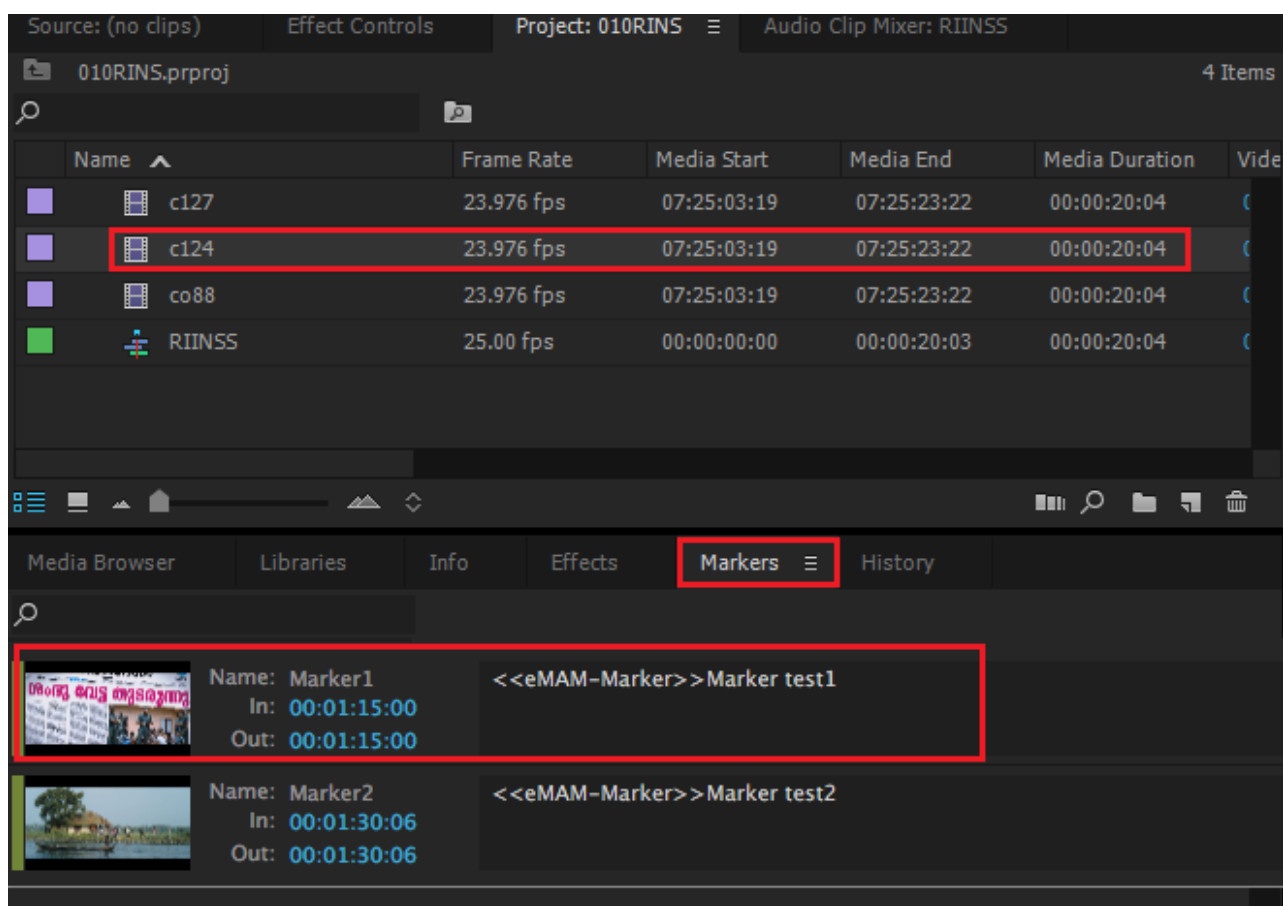 Source: (no clips) Effect Controls Project: 010RINS Audio Clip Mixer: RIINSS
010RINS.prproj 4 Items
Name Frame Rate Media Start Media End Media Duration Vide
c127 23.976 fps 07:25:03:19 07:25:23:22 00:00:20:04
c124 23.976 fps 07:25:03:19 07:25:23:22 00:00:20:04
co88 23.976 fps 07:25:03:19 07:25:23:22 00:00:20:04
RIINSS 25.00 fps 00:00:00:00 00:00:20:03 00:00:20:04
Media Browser Libraries Info Effects Markers History
Name: Marker1 <<eMAM-Marker>>Marker test1
In: 00:01:15:00
Out: 00:01:15:00
Name: Marker2 <<eMAM-Marker>>Marker test2
In: 00:01:30:06
Out: 00:01:30:06